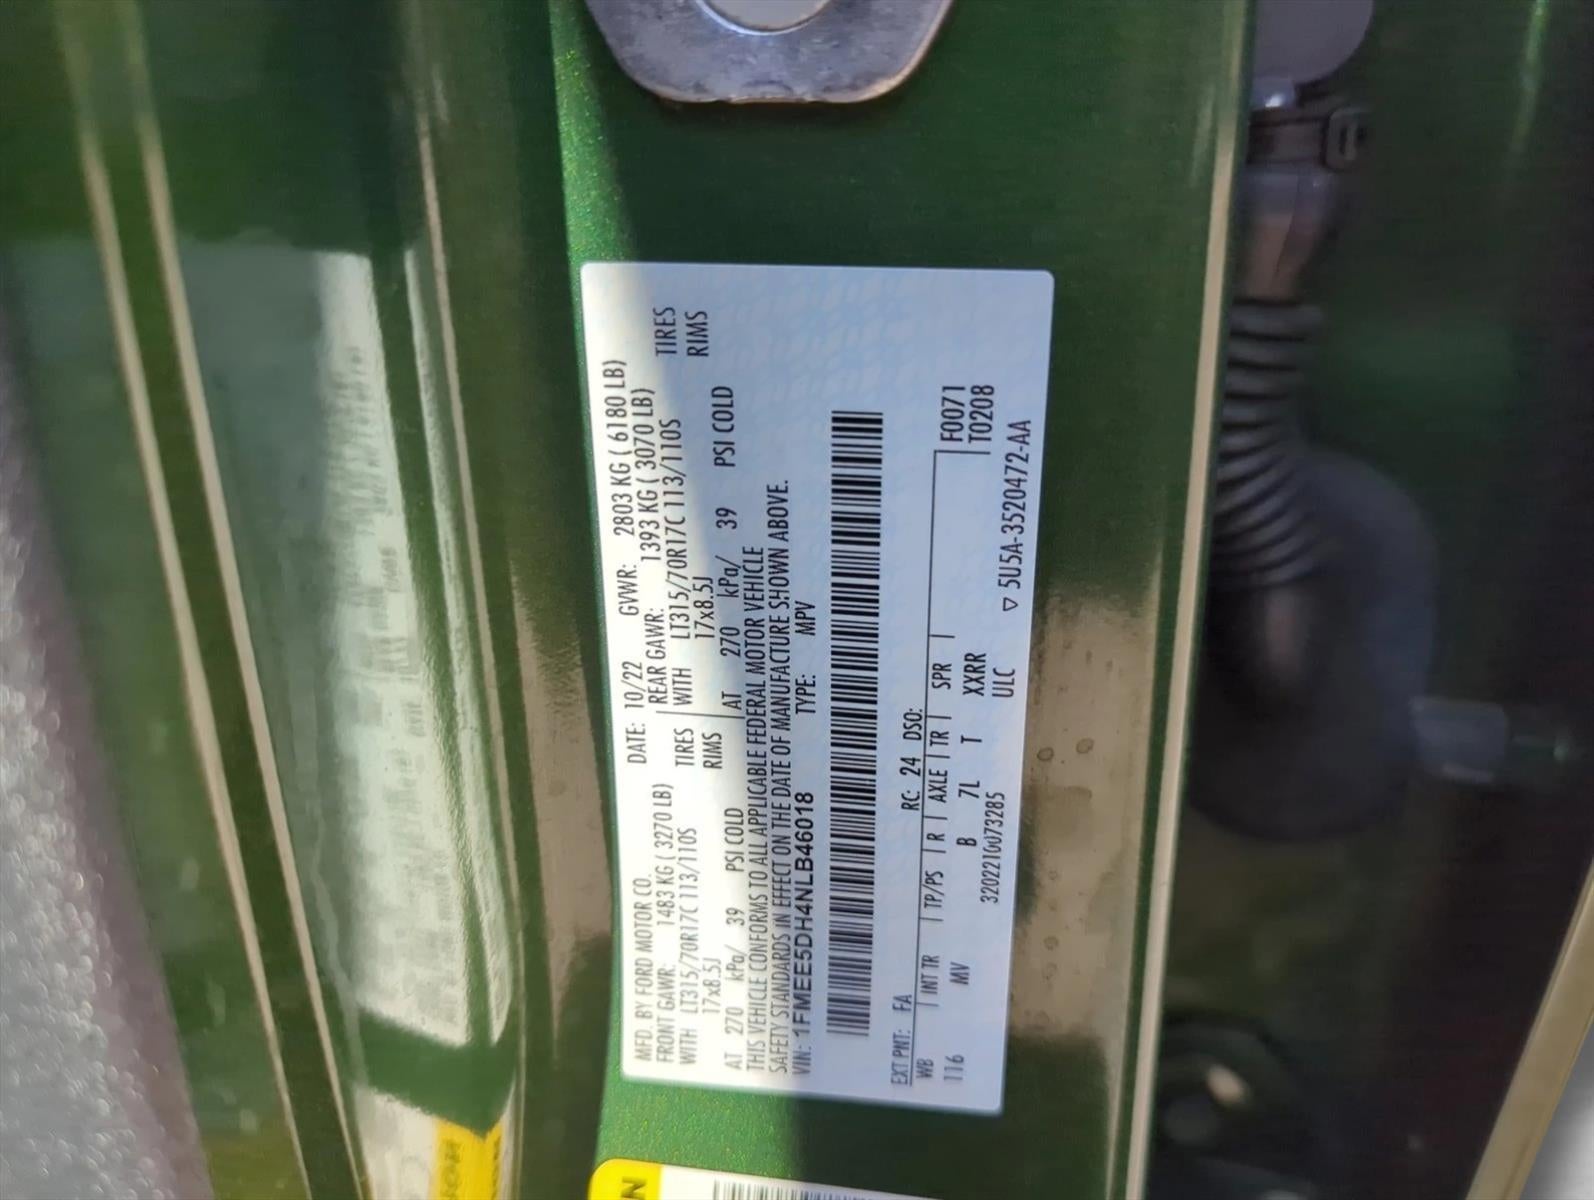 MFD. BY FORD MOTOR CO. DATE: 10/22 GVWR: 2803 KG ( 6180 LB)
FRONT GAWR: 1483 KG ( 3270 LB) REAR GAWR: 1393 KG ( 3070 LB)
WITH LT315/70R17C 113/110S TIRES WITH LT315/70R17C 113/110S TIRES
17x8.5J RIMS 17x8.5J RIMS
AT 270 kPa/ 39 PSI COLD AT 270 kPa/ 39 PSI COLD
THIS VEHICLE CONFORMS TO ALL APPLICABLE FEDERAL MOTOR VEHICLE
SAFETY STANDARDS IN EFFECT ON THE DATE OF MANUFACTURE SHOWN ABOVE.
VIN: 1FMEE5DH4NLB46018 TYPE: MPV
EXT PNT: FA RC: 24 DSO: F0071
WB INT TR TP/PS R AXLE TR SPR T0208
116 MV B 7L T XXRR
3202210073285 ULC
▽ 5U5A-3520472-AA
N